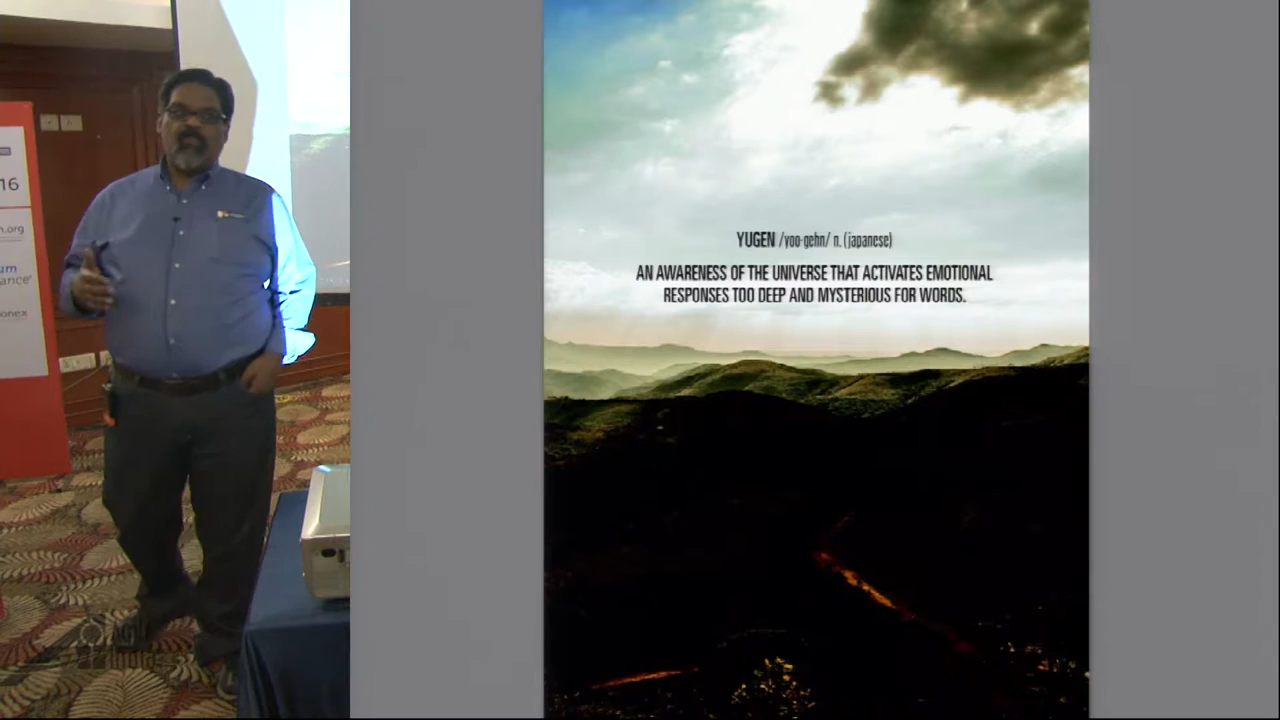 16
n.org
um
ance®
onex
YUGEN /yoo-gehn/ n. (japanese)
AN AWARENESS OF THE UNIVERSE THAT ACTIVATES EMOTIONAL
RESPONSES TOO DEEP AND MYSTERIOUS FOR WORDS.